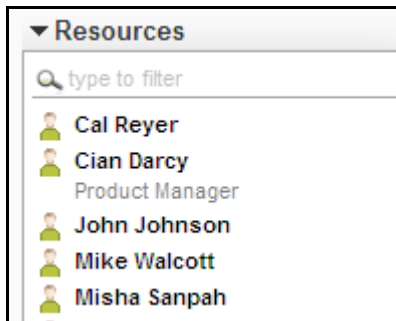 Resources
type to filter
Cal Reyer
Cian Darcy
Product Manager
John Johnson
Mike Walcott
Misha Sanpah